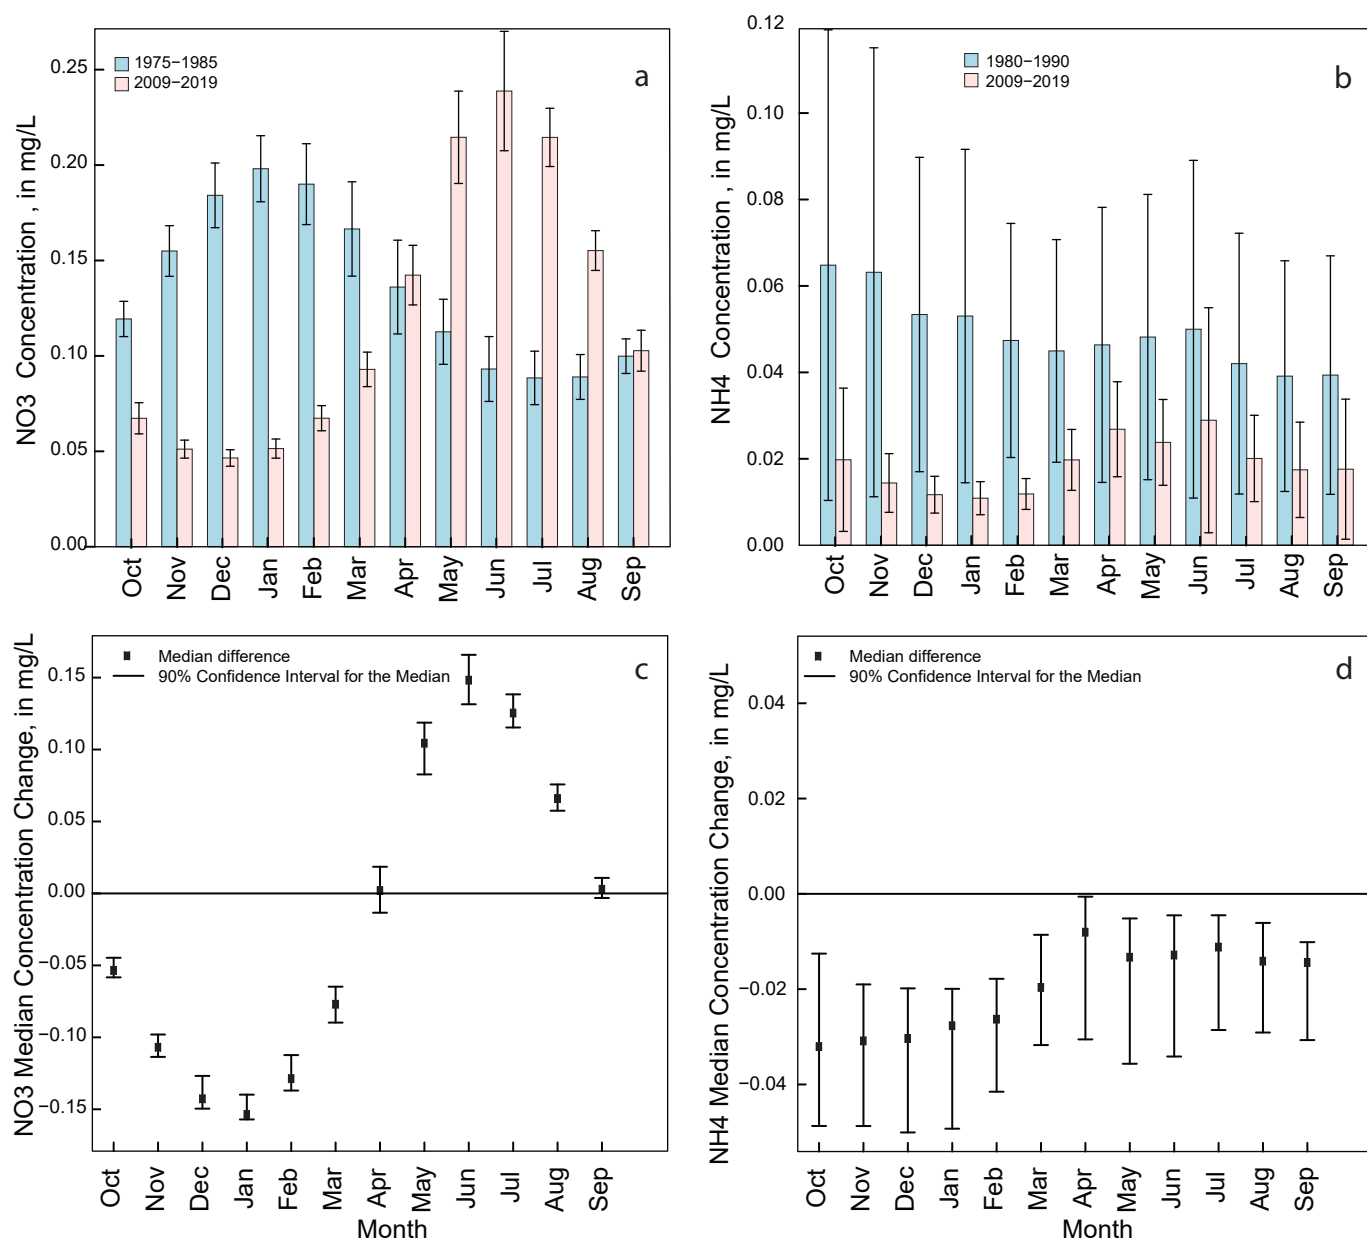 NO3 Concentration , in mg/L
0.25
0.20
0.15
0.10
0.05
0.00
1975−1985
2009−2019
a
Oct Nov Dec Jan Feb Mar Apr May Jun Jul Aug Sep
NH4 Concentration , in mg/L
0.12
0.10
0.08
0.06
0.04
0.02
0.00
1980−1990
2009−2019
b
Oct Nov Dec Jan Feb Mar Apr May Jun Jul Aug Sep
NO3 Median Concentration Change, in mg/L
0.15
0.10
0.05
0.00
−0.05
−0.10
−0.15
Median difference
90% Confidence Interval for the Median
c
Oct Nov Dec Jan Feb Mar Apr May Jun Jul Aug Sep
Month
NH4 Median Concentration Change, in mg/L
0.04
0.02
0.00
−0.02
−0.04
Median difference
90% Confidence Interval for the Median
d
Oct Nov Dec Jan Feb Mar Apr May Jun Jul Aug Sep
Month